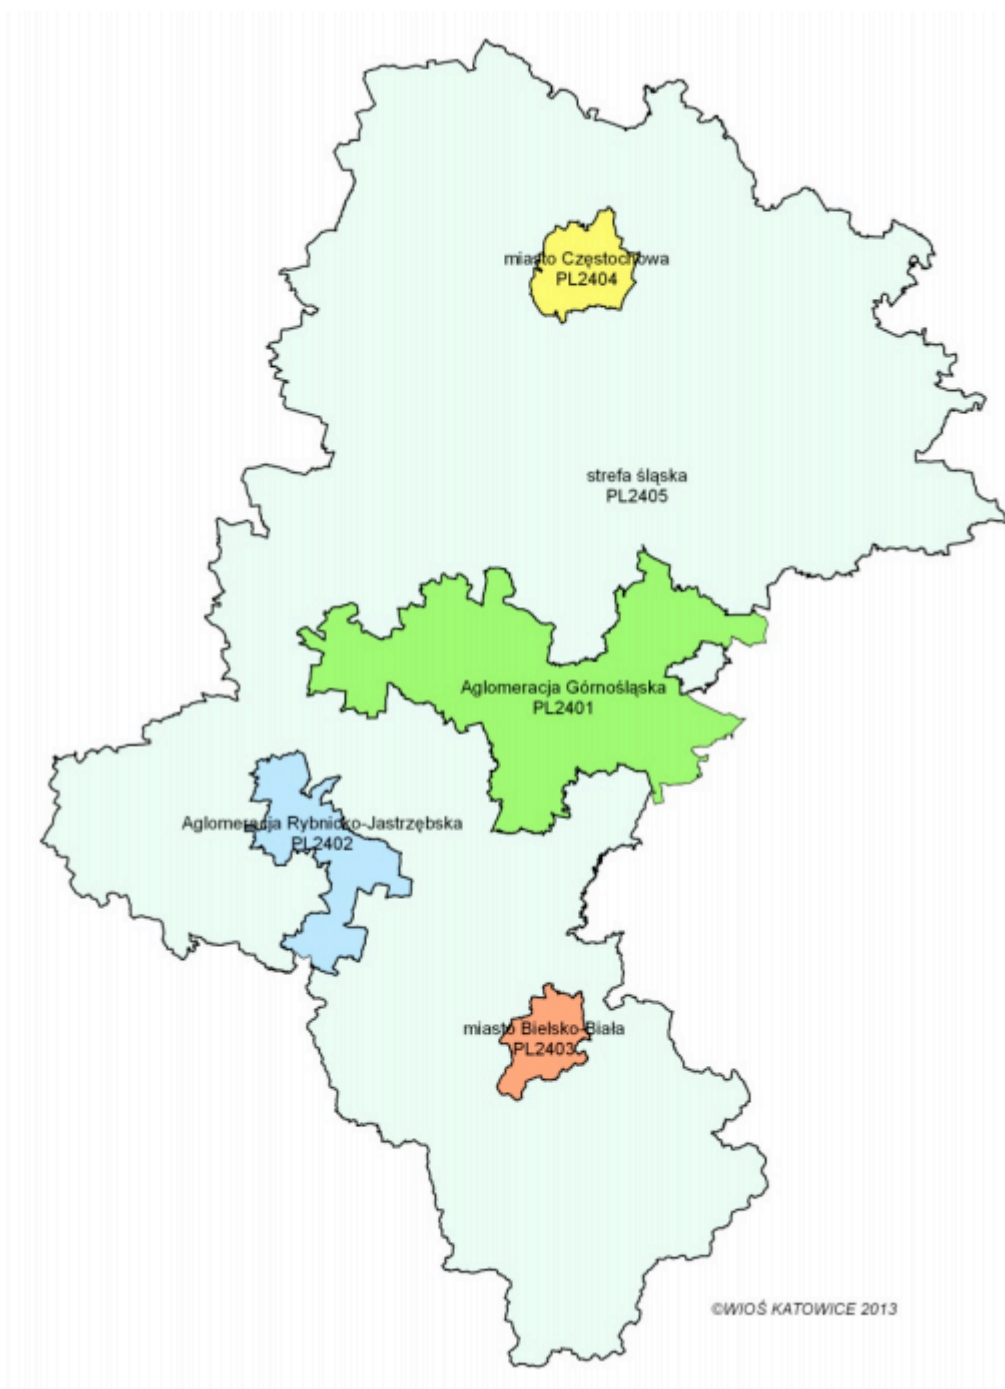 miasto Częstochowa
PL2404
strefa śląska
PL2405
Aglomeracja Górnośląska
PL2401
Aglomeracja Rybnicko-Jastrzębska
PL2402
miasto Bielsko-Biała
PL2403
©WIOŚ KATOWICE 2013